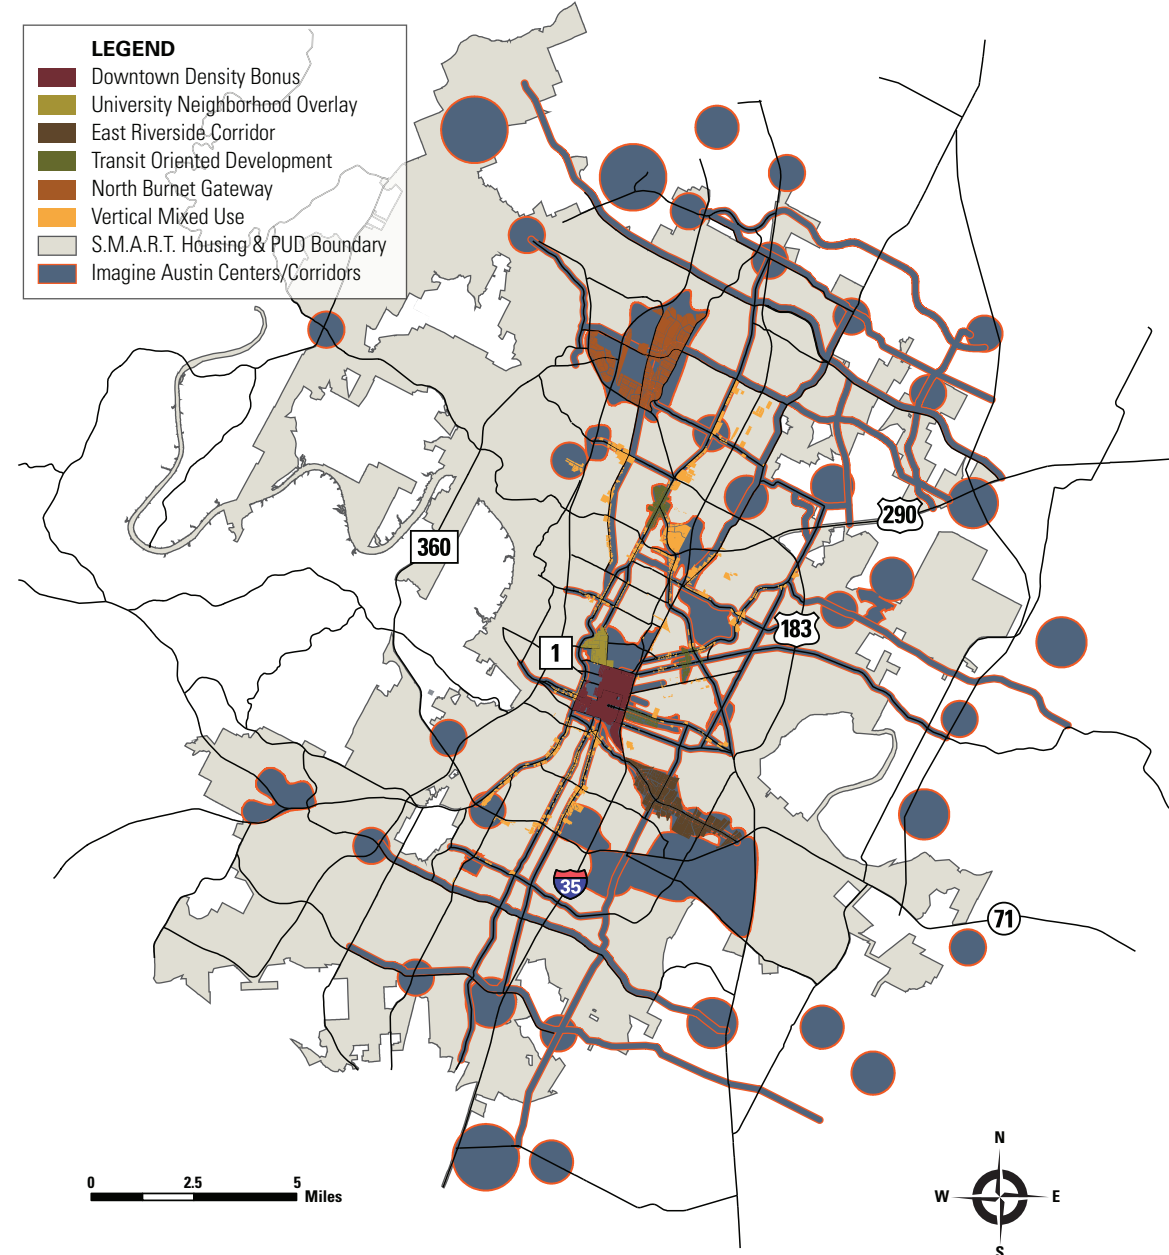 LEGEND
Downtown Density Bonus
University Neighborhood Overlay
East Riverside Corridor
Transit Oriented Development
North Burnet Gateway
Vertical Mixed Use
S.M.A.R.T. Housing & PUD Boundary
Imagine Austin Centers/Corridors
290
360
183
1
35
71
0 2.5 5
Miles
N
W E
S